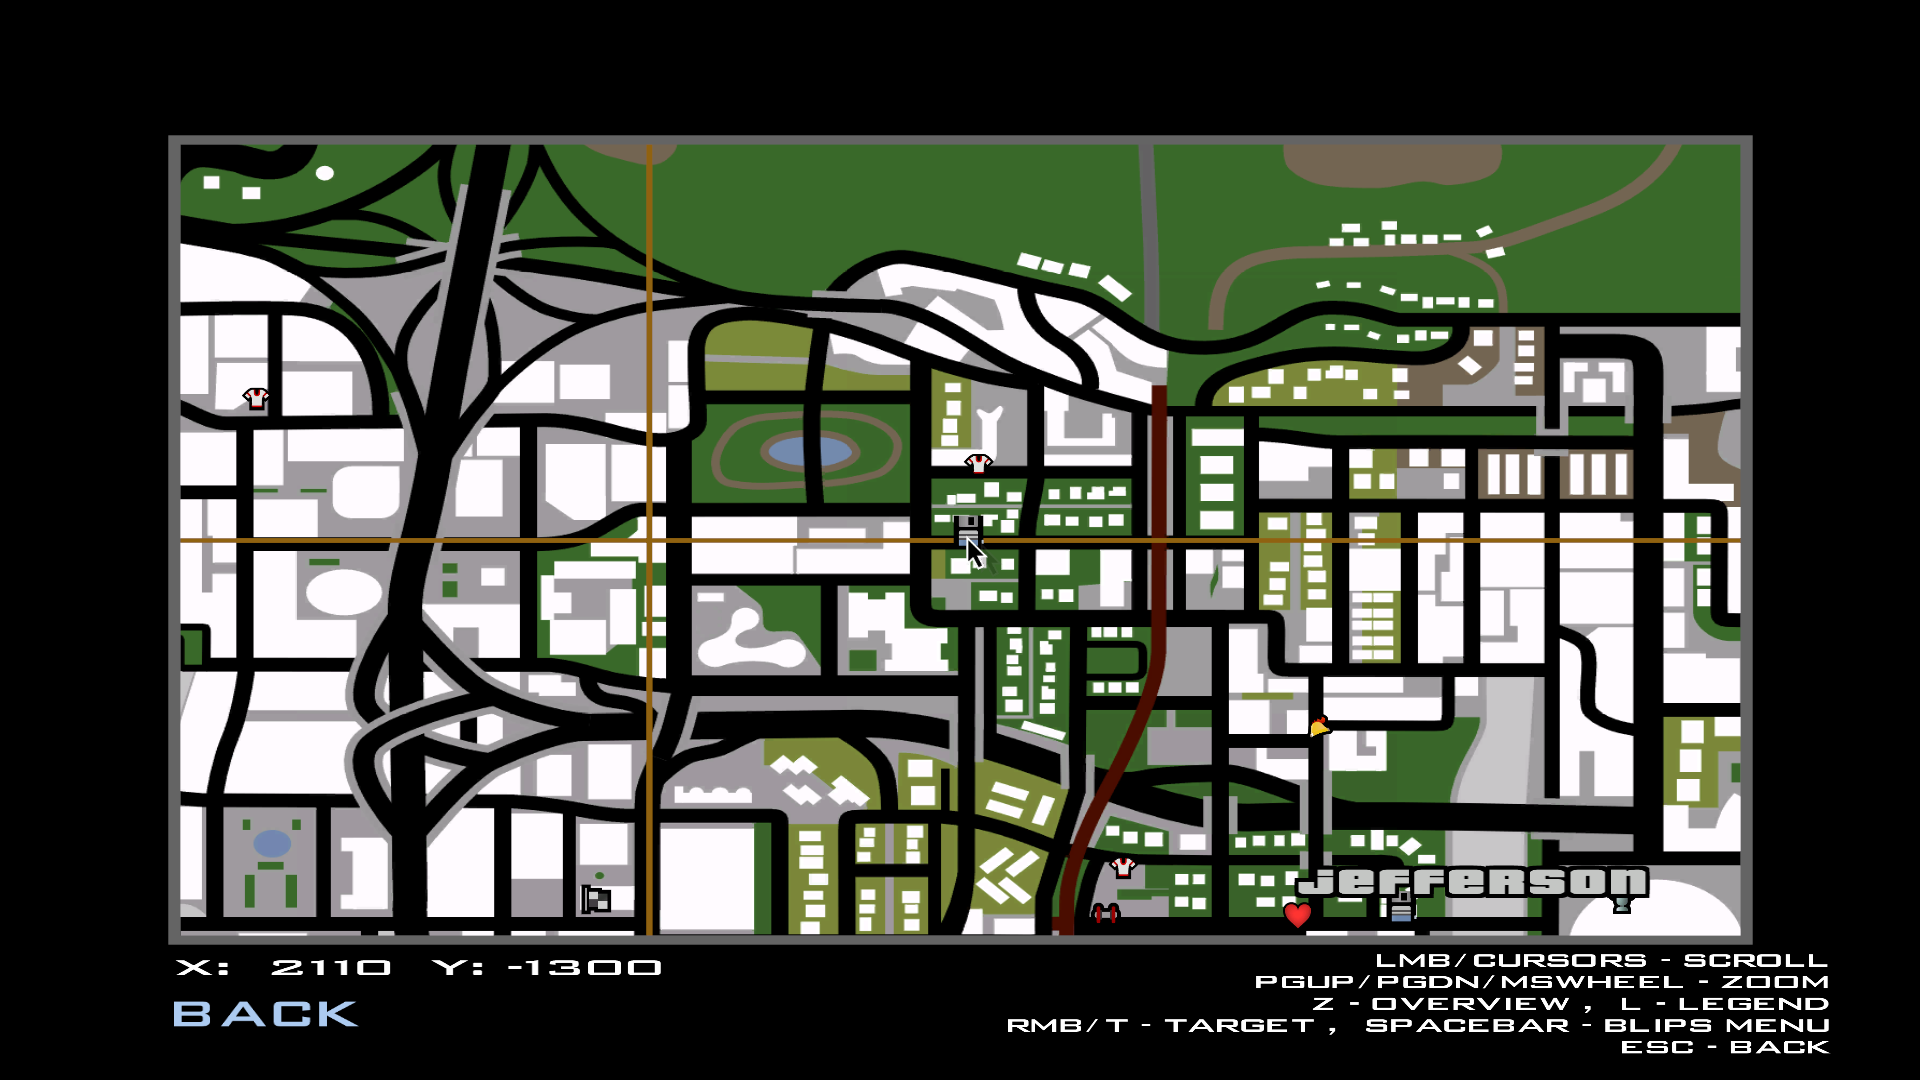 Jefferson
X: 2110 Y: -1300
BACK
LMB/CURSORS - SCROLL
PGUP/PGDN/MSWHEEL - ZOOM
Z - OVERVIEW , L - LEGEND
RMB/T - TARGET , SPACEBAR - BLIPS MENU
ESC - BACK